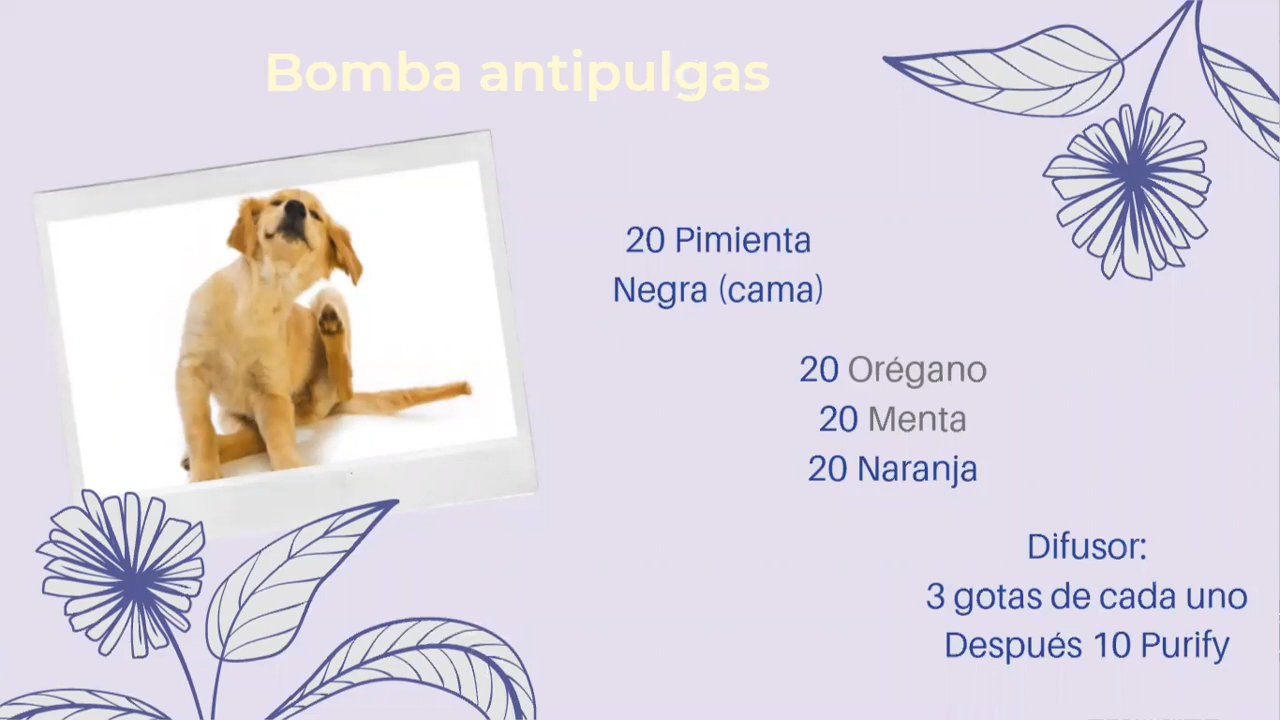 Bomba antipulgas
20 Pimienta
Negra (cama)
20 Orégano
20 Menta
20 Naranja
Difusor:
3 gotas de cada uno
Después 10 Purify